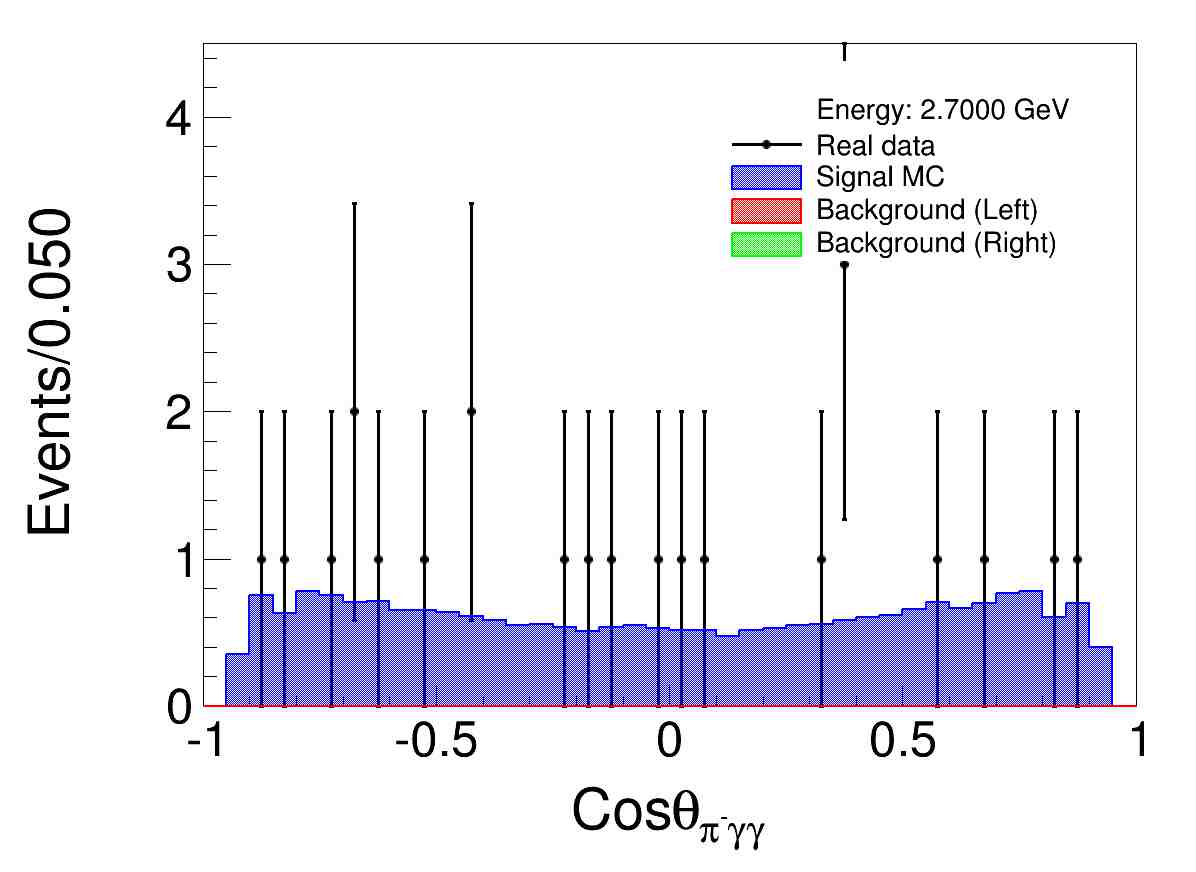 Energy: 2.7000 GeV
Real data
Signal MC
Background (Left)
Background (Right)
Events/0.050
4
3
2
1
0
-1 -0.5 0 0.5 1
Cosθπ⁻γγ